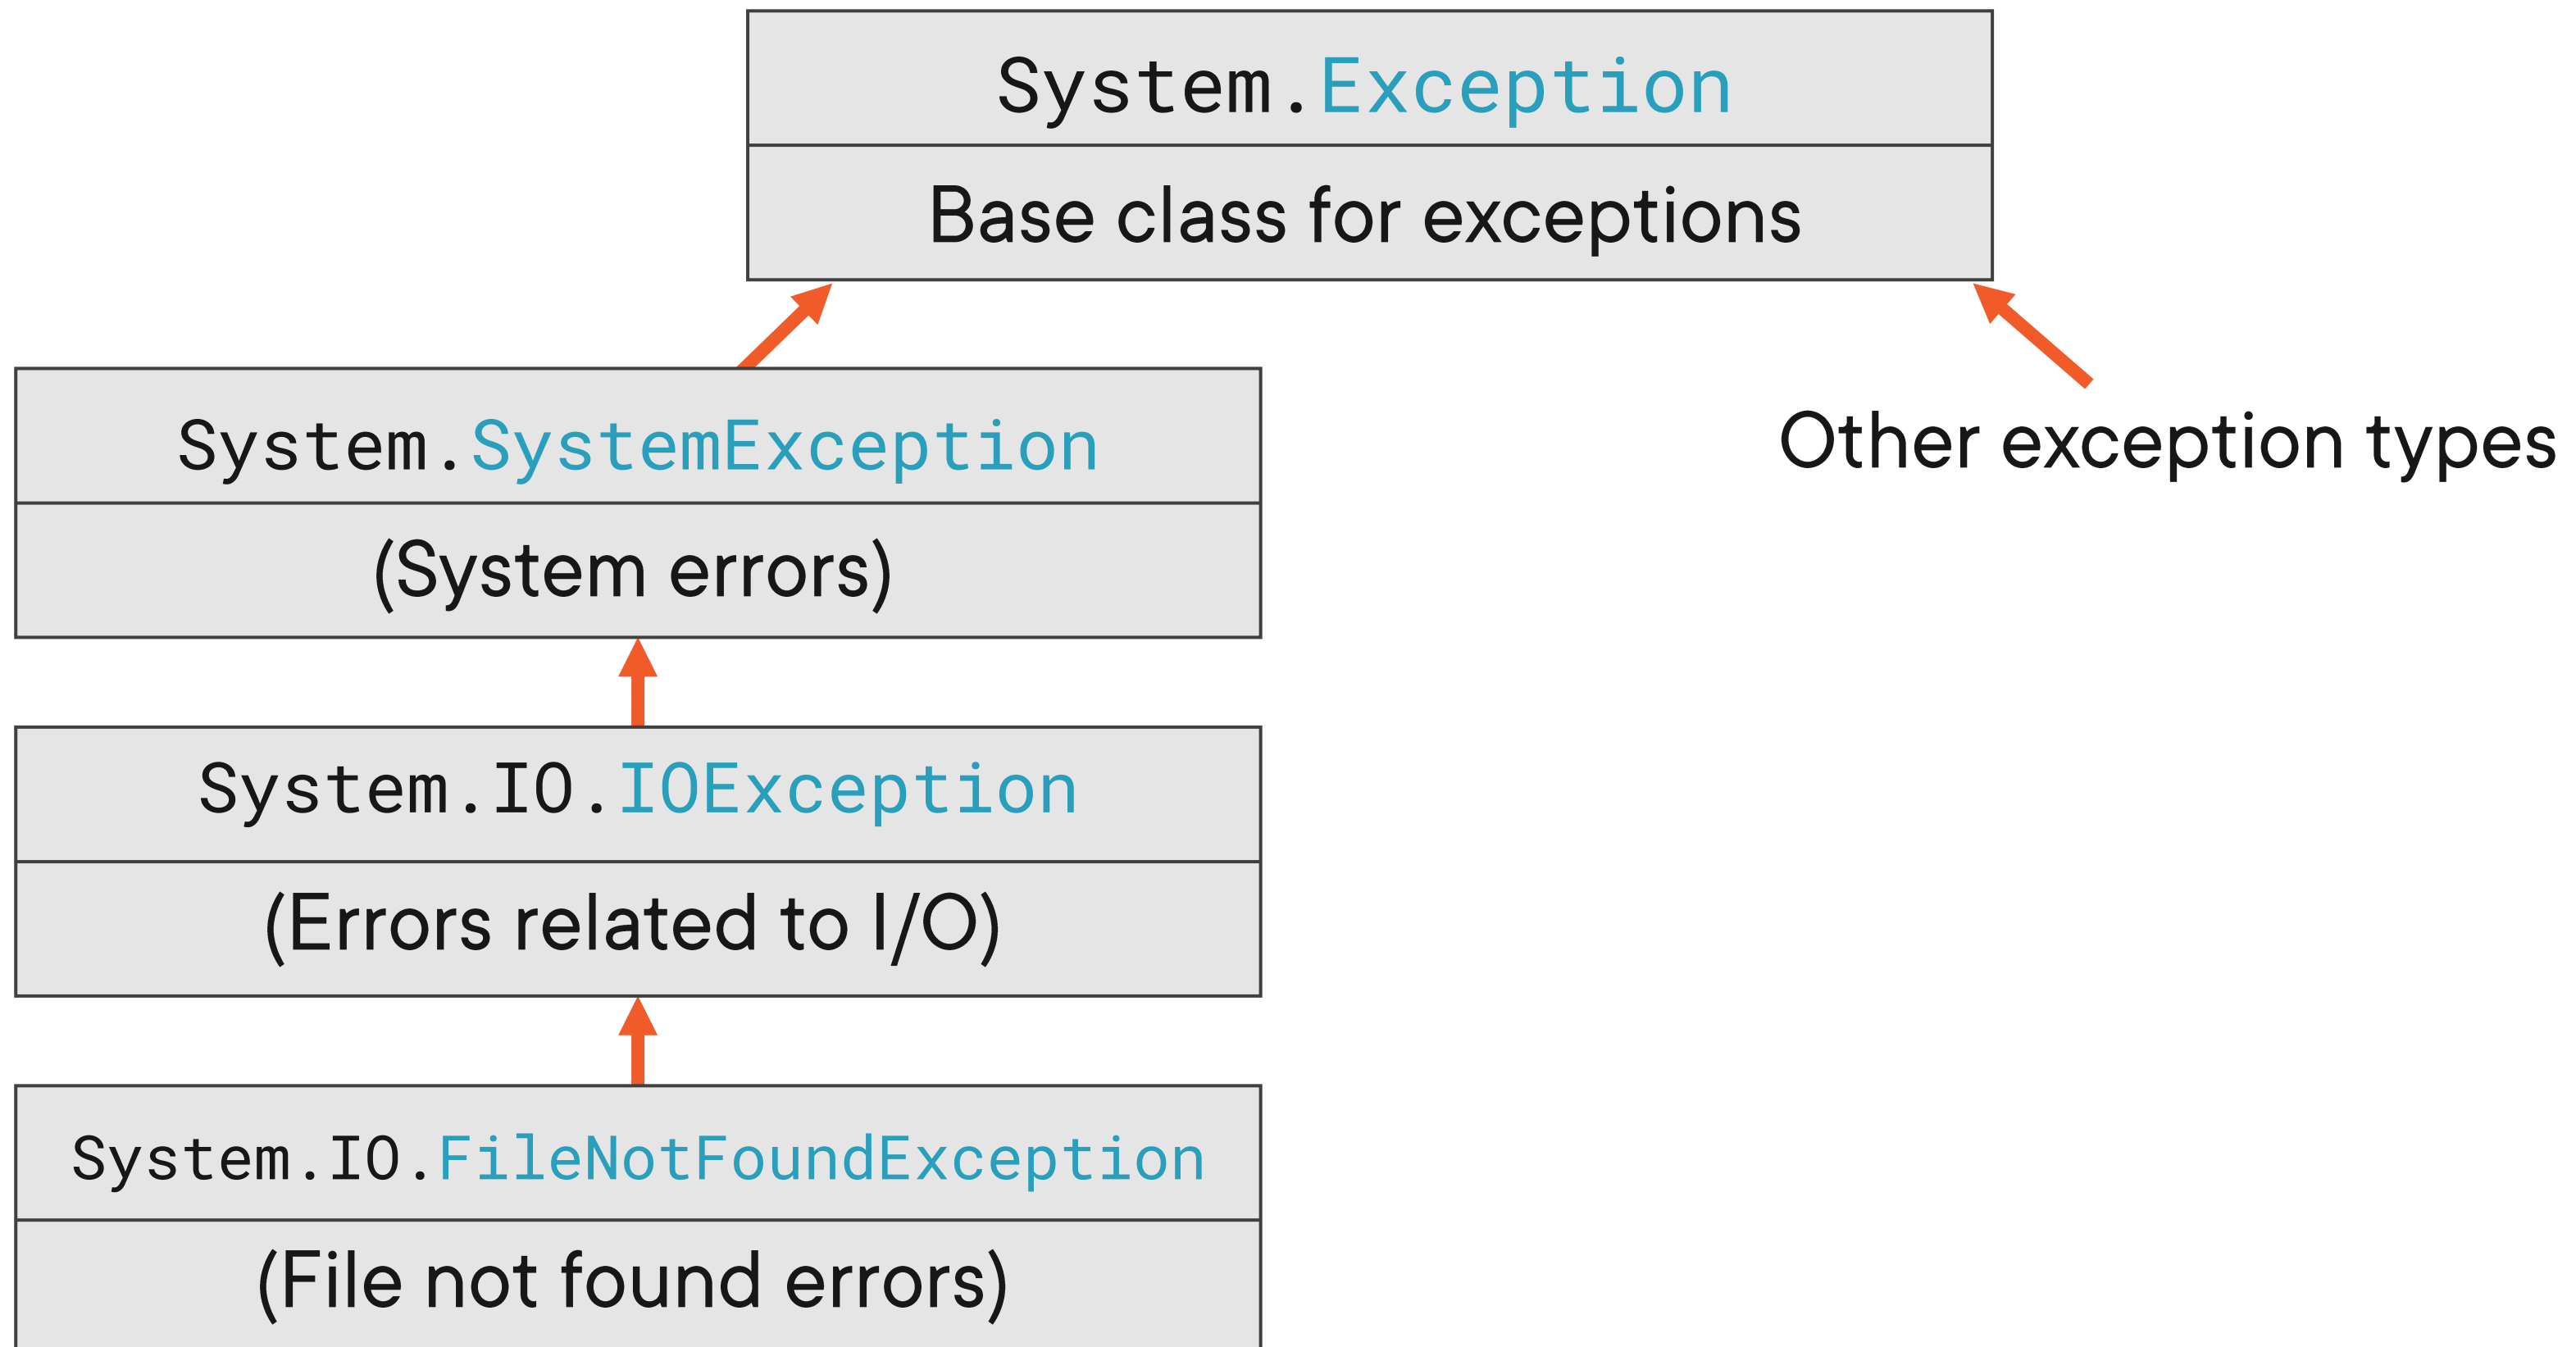 System.Exception
Base class for exceptions
System.SystemException
(System errors)
Other exception types
System.IO.IOException
(Errors related to I/O)
System.IO.FileNotFoundException
(File not found errors)